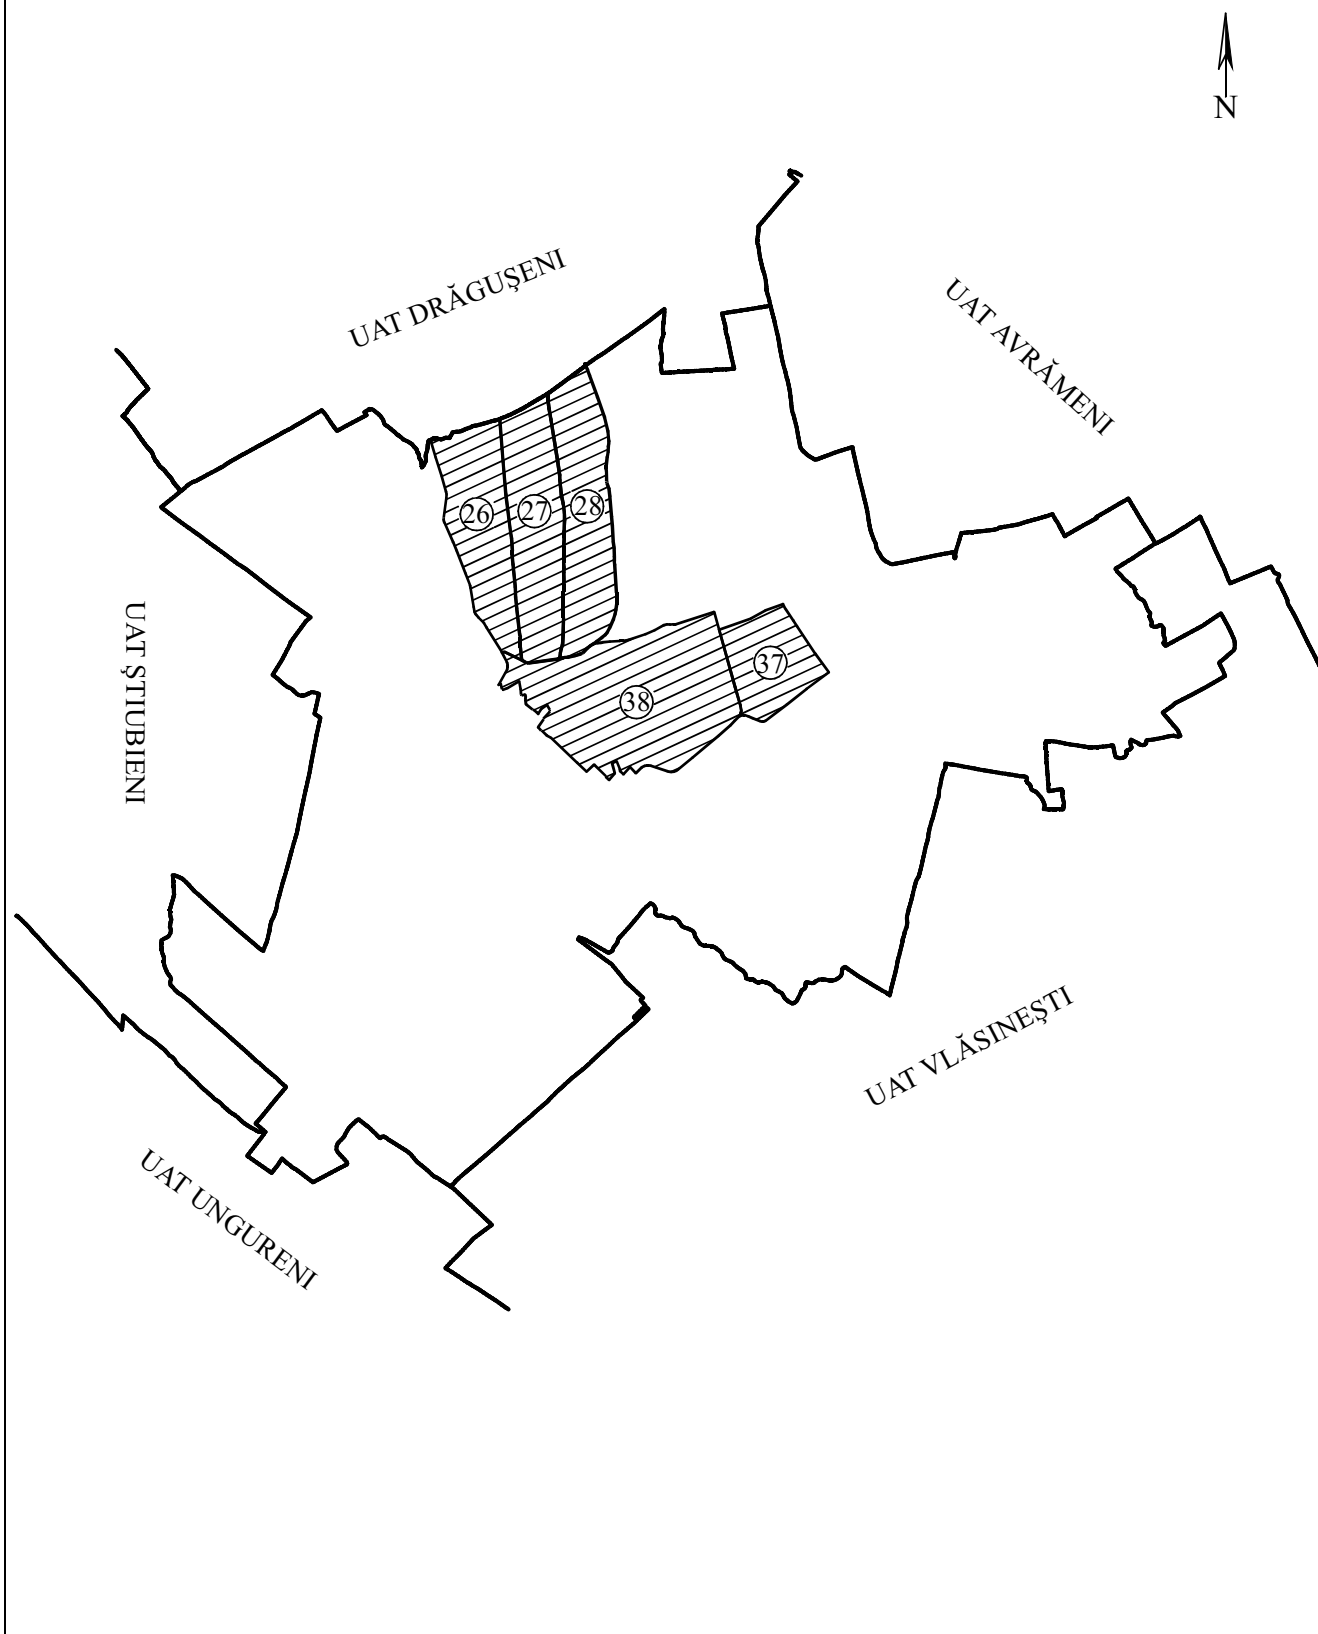 N
UAT DRĂGUŞENI
UAT AVRĂMENI
26
27
28
UAT ŞTIUBIENI
37
38
UAT VLĂSINEŞTI
UAT UNGURENI